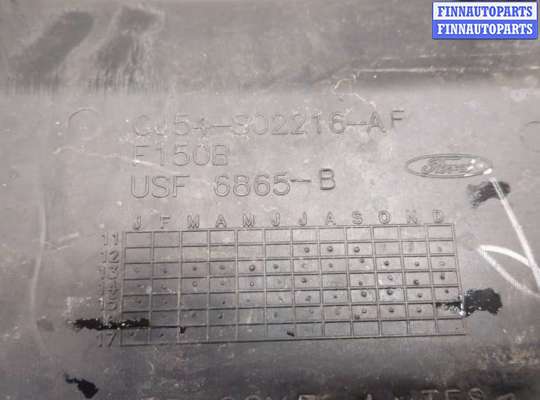 FINNAUTOPARTS
FINNAUTOPARTS
CJ54-S02216-AF
F150B
USF 6865-B
Ford
J F M A M J J A S O N D
11
12
13
14
15
16
17